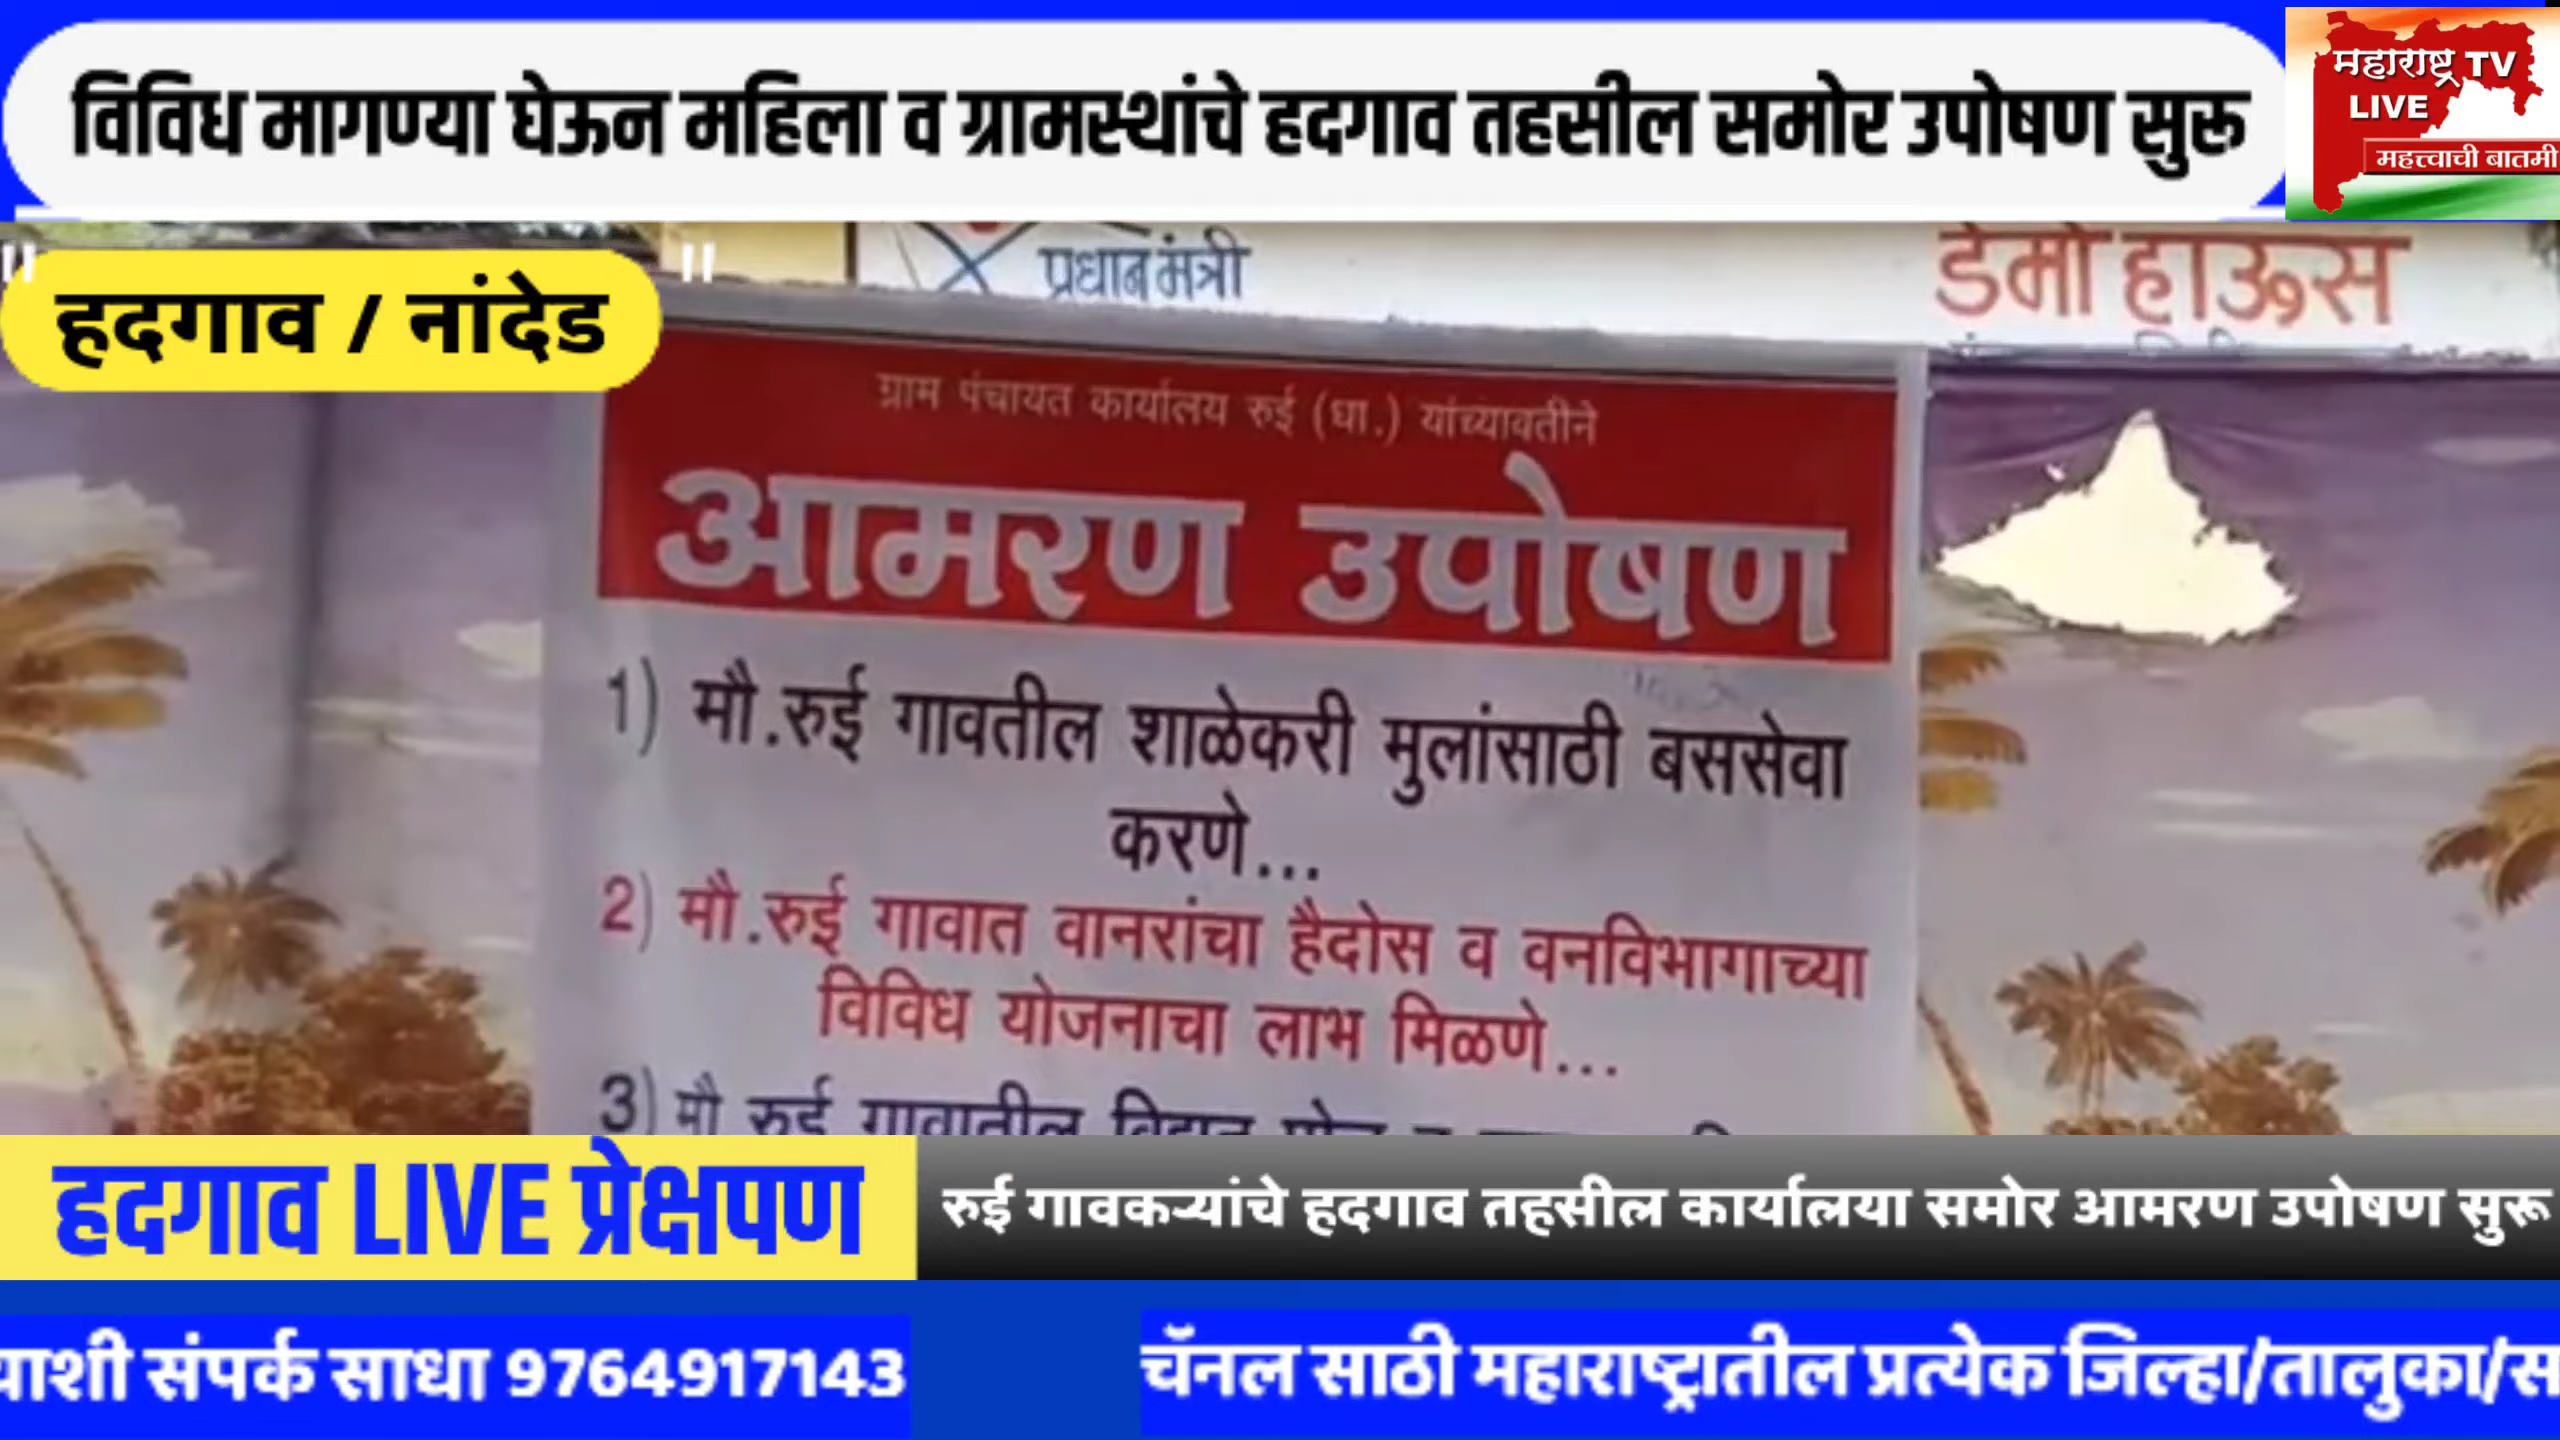 विविध मागण्या घेऊन महिला व ग्रामस्थांचे हदगाव तहसील समोर उपोषण सुरू
महाराष्ट्र TV
LIVE
महत्त्वाची बातमी
" हदगाव / नांदेड "
प्रधानमंत्री
डेमो हाऊस
ग्राम पंचायत कार्यालय रुई (धा.) यांच्यावतीने
आमरण उपोषण
1) मौ.रुई गावतील शाळेकरी मुलांसाठी बससेवा
करणे...
2) मौ.रुई गावात वानरांचा हैदोस व वनविभागाच्या
विविध योजनाचा लाभ मिळणे...
3) मौ रुई गावातील
हदगाव LIVE प्रेक्षपण
रुई गावकऱ्यांचे हदगाव तहसील कार्यालया समोर आमरण उपोषण सुरू
याशी संपर्क साधा 9764917143
चॅनल साठी महाराष्ट्रातील प्रत्येक जिल्हा/तालुका/स